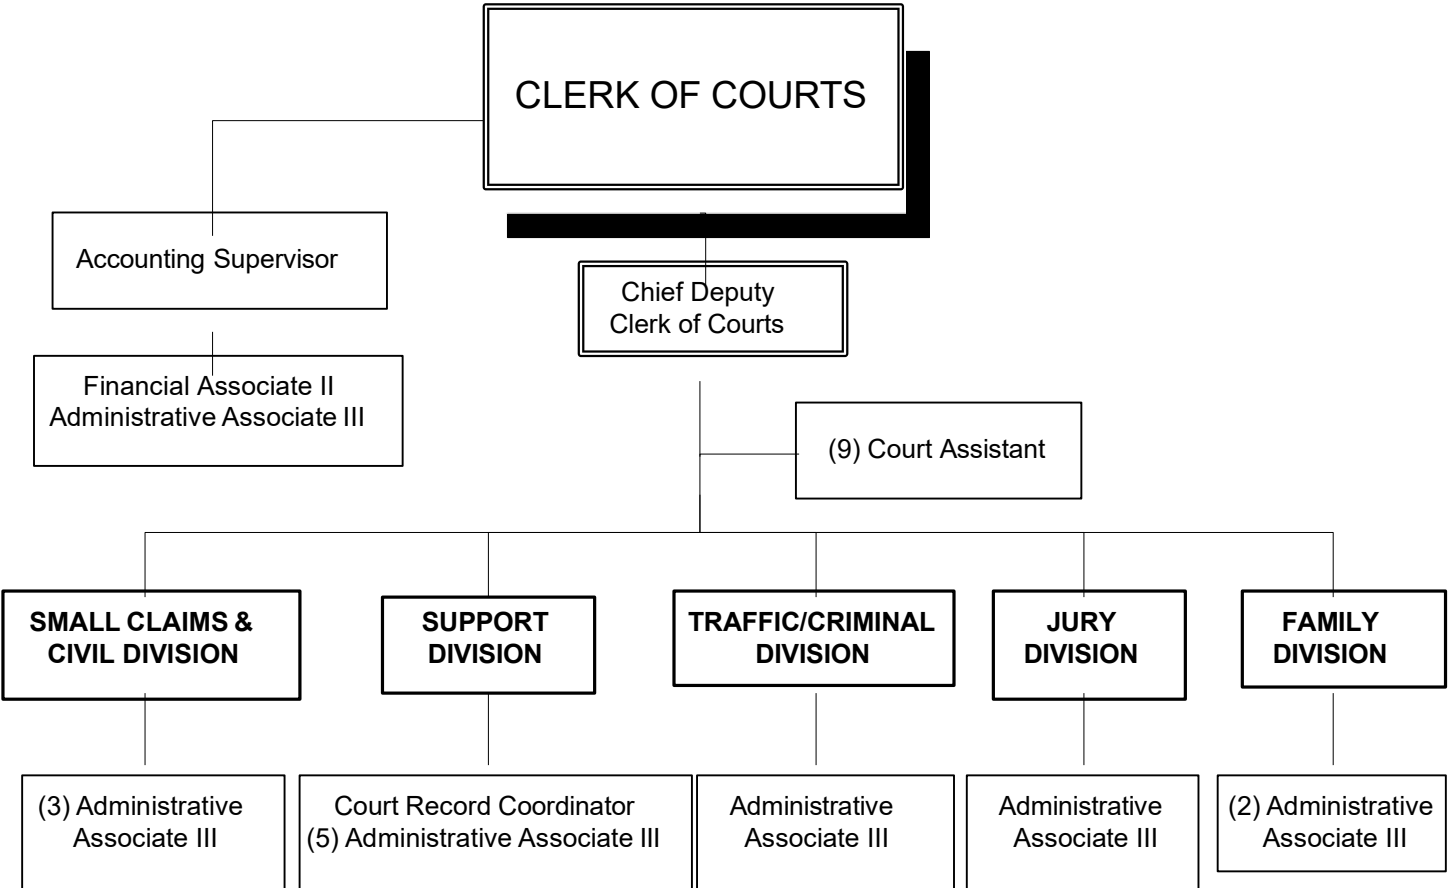 CLERK OF COURTS
Accounting Supervisor
Chief Deputy
Clerk of Courts
Financial Associate II
Administrative Associate III
(9) Court Assistant
SMALL CLAIMS &
CIVIL DIVISION
SUPPORT
DIVISION
TRAFFIC/CRIMINAL
DIVISION
JURY
DIVISION
FAMILY
DIVISION
(3) Administrative
Associate III
Court Record Coordinator
(5) Administrative Associate III
Administrative
Associate III
Administrative
Associate III
(2) Administrative
Associate III